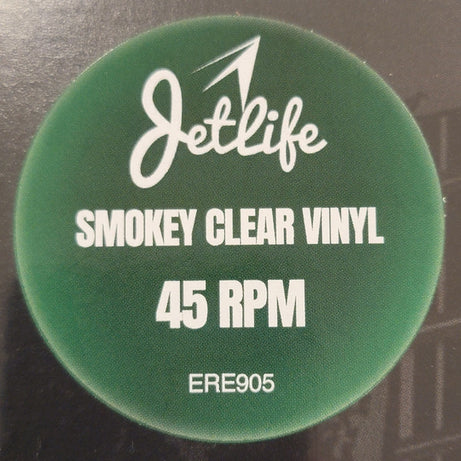 Jetlife
SMOKEY CLEAR VINYL
45 RPM
ERE905